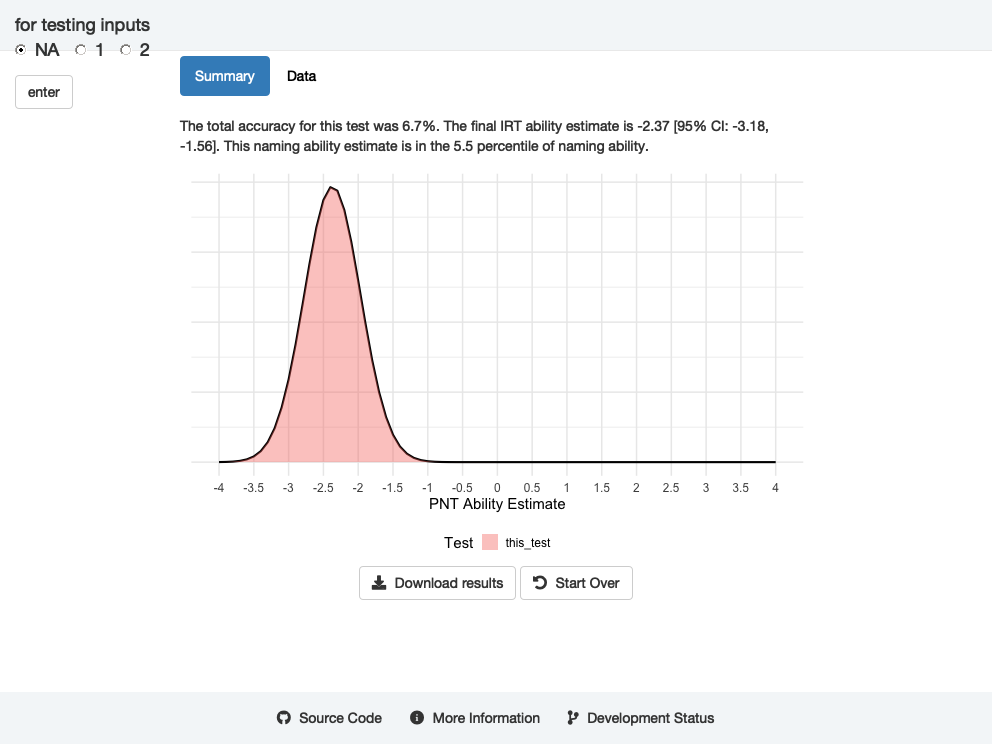 for testing inputs
NA 1 2
enter
Summary Data
The total accuracy for this test was 6.7%. The final IRT ability estimate is -2.37 [95% CI: -3.18,
-1.56]. This naming ability estimate is in the 5.5 percentile of naming ability.
-4 -3.5 -3 -2.5 -2 -1.5 -1 -0.5 0 0.5 1 1.5 2 2.5 3 3.5 4
PNT Ability Estimate
Test this_test
Download results Start Over
Source Code More Information Development Status